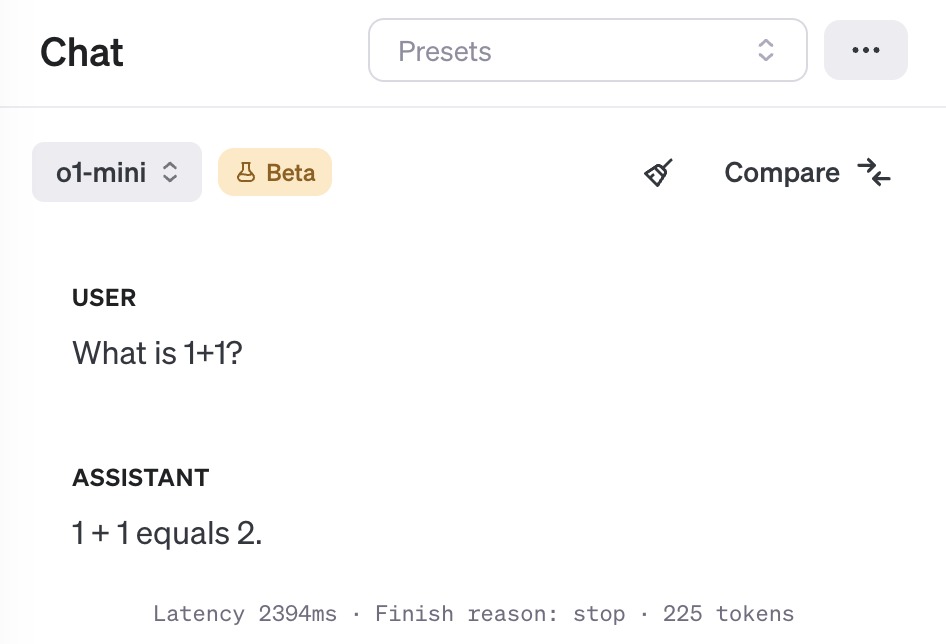 Chat
Presets
o1-mini
Beta
Compare
USER
What is 1+1?
ASSISTANT
1 + 1 equals 2.
Latency 2394ms · Finish reason: stop · 225 tokens